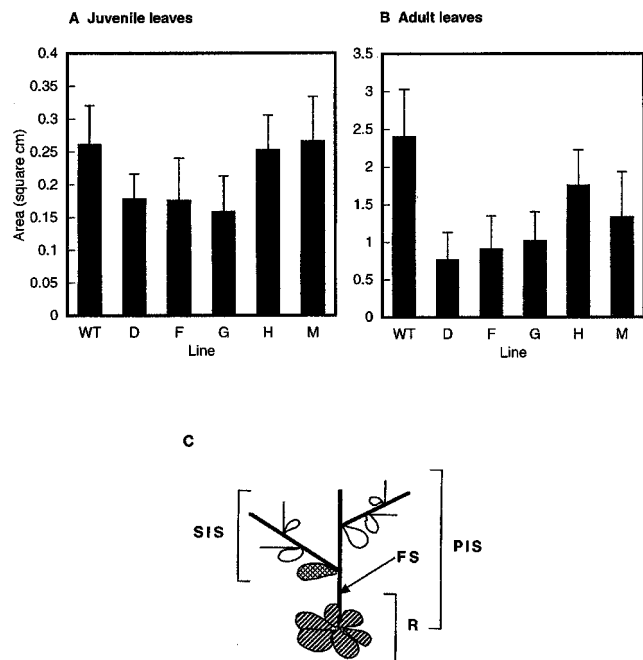 A Juvenile leaves
Area (square cm)
0.4
0.35
0.3
0.25
0.2
0.15
0.1
0.05
0
WT D F G H M
Line
B Adult leaves
3.5
3
2.5
2
1.5
1
0.5
0
WT D F G H M
Line
C
SIS
FS
PIS
R